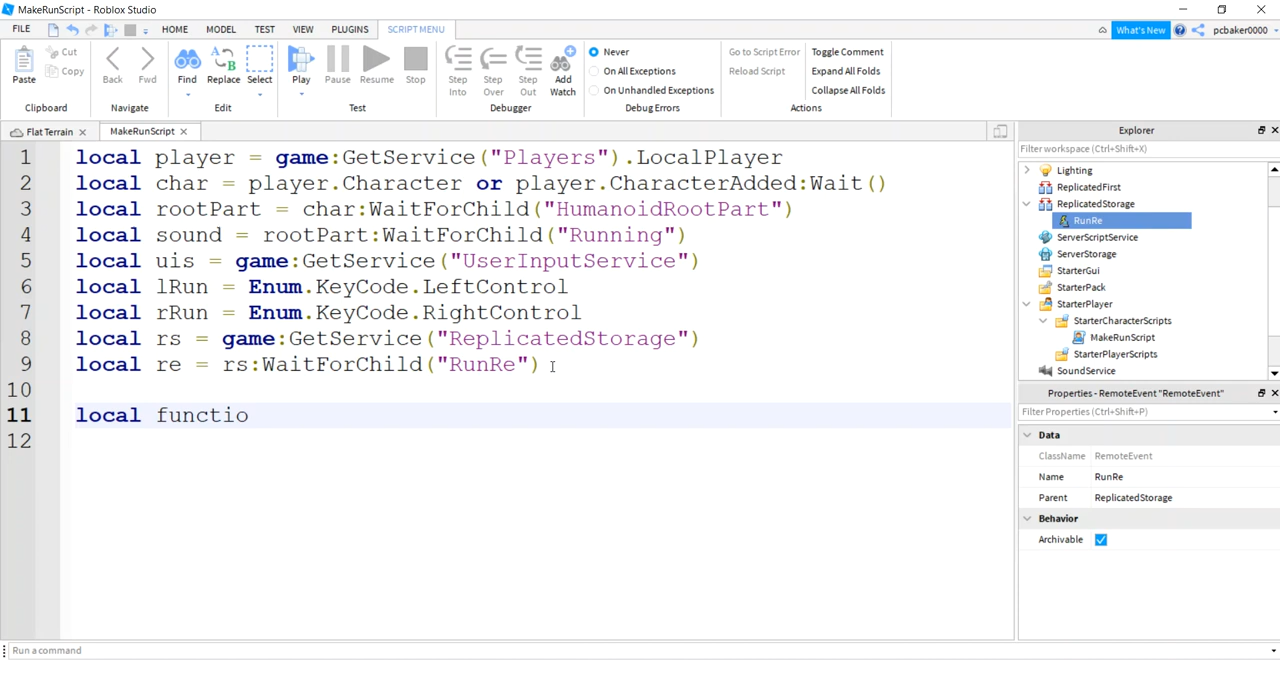 MakeRunScript - Roblox Studio
FILE HOME MODEL TEST VIEW PLUGINS SCRIPT MENU What's New pcbaker0000
Paste Cut Copy Back Fwd Find Replace Select Play Pause Resume Stop Step Into Step Over Step Out Add Watch Never On All Exceptions On Unhandled Exceptions Go to Script Error Reload Script Toggle Comment Expand All Folds Collapse All Folds
Clipboard Navigate Edit Test Debugger Debug Errors Actions
Flat Terrain MakeRunScript
1 local player = game:GetService("Players").LocalPlayer
2 local char = player.Character or player.CharacterAdded:Wait()
3 local rootPart = char:WaitForChild("HumanoidRootPart")
4 local sound = rootPart:WaitForChild("Running")
5 local uis = game:GetService("UserInputService")
6 local lRun = Enum.KeyCode.LeftControl
7 local rRun = Enum.KeyCode.RightControl
8 local rs = game:GetService("ReplicatedStorage")
9 local re = rs:WaitForChild("RunRe")
10
11 local functio
12
Explorer
Filter workspace (Ctrl+Shift+X)
Lighting
ReplicatedFirst
ReplicatedStorage
RunRe
ServerScriptService
ServerStorage
StarterGui
StarterPack
StarterPlayer
StarterCharacterScripts
MakeRunScript
StarterPlayerScripts
SoundService
Properties - RemoteEvent "RemoteEvent"
Filter Properties (Ctrl+Shift+P)
Data
ClassName RemoteEvent
Name RunRe
Parent ReplicatedStorage
Behavior
Archivable
Run a command